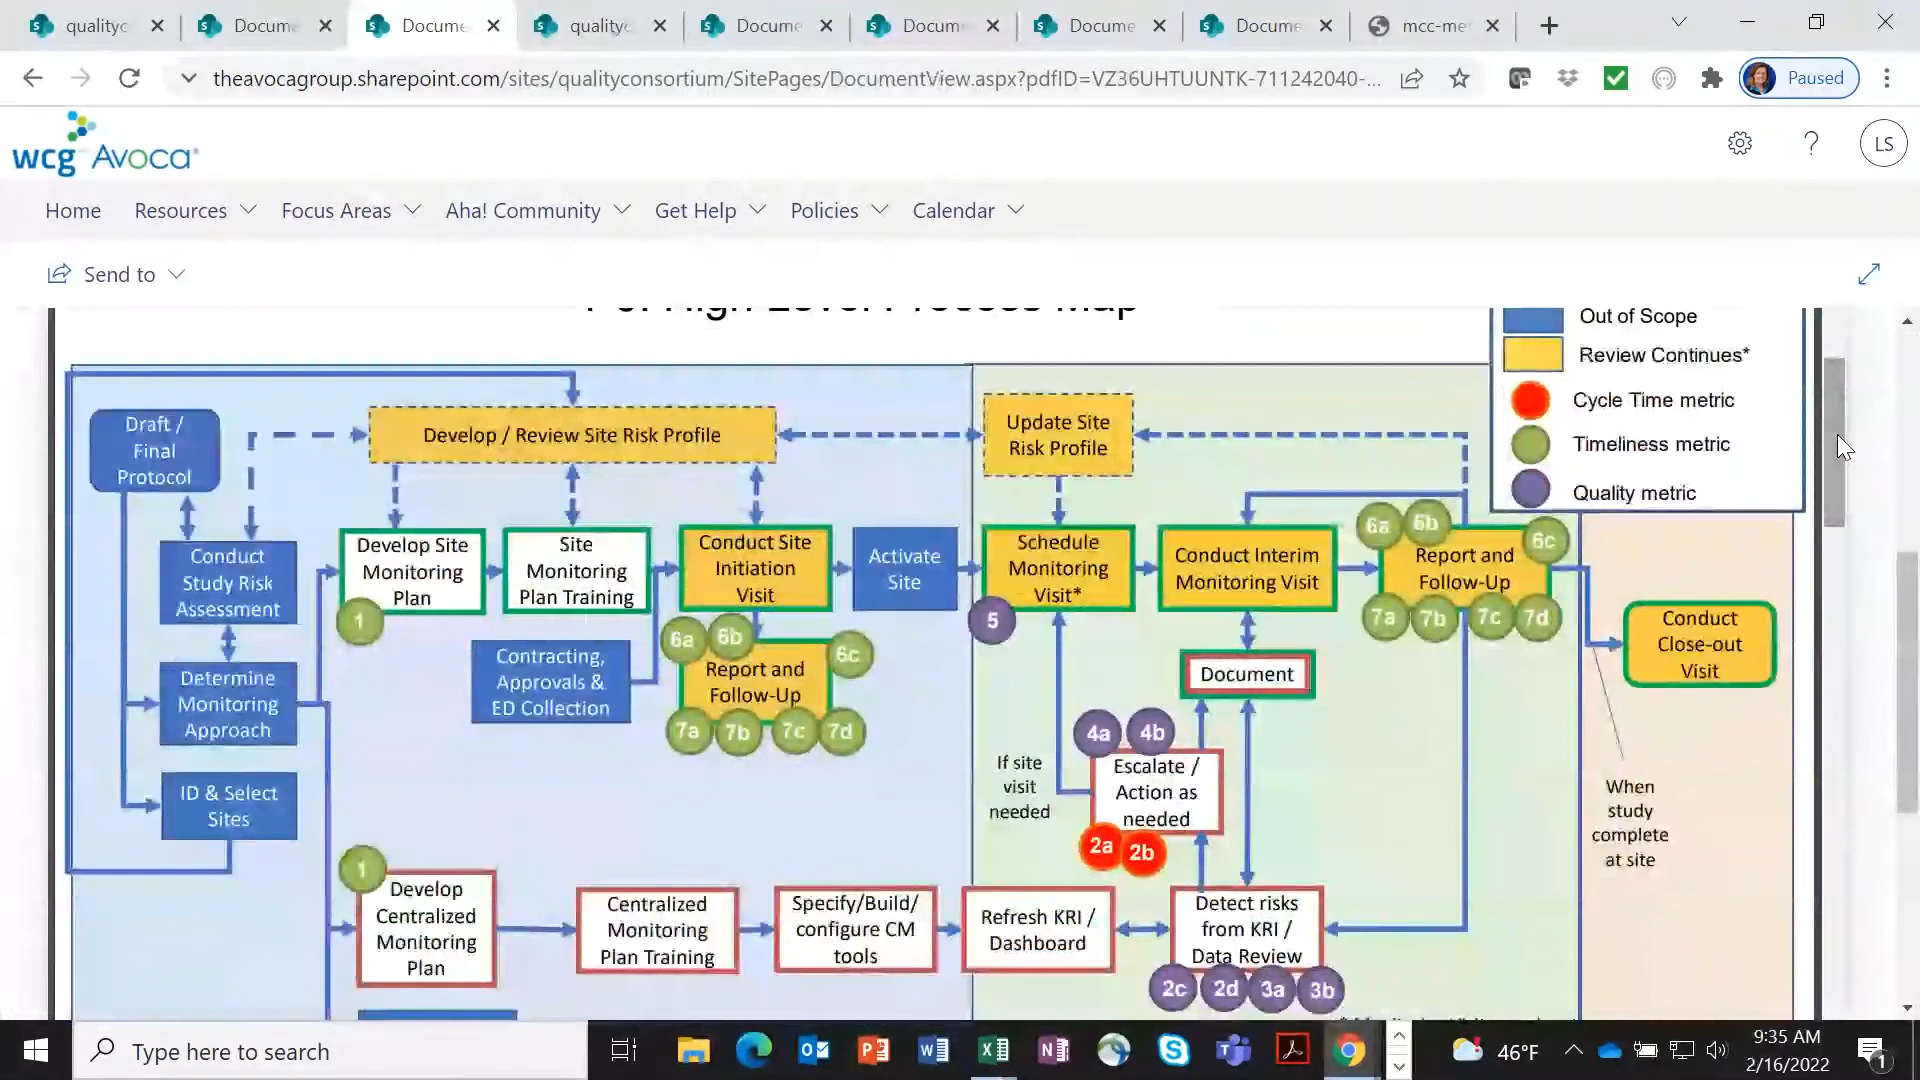 qualityc
Docume
Docume
qualityc
Docume
Docum
Docume
Docume
mcc-met
theavocagroup.sharepoint.com/sites/qualityconsortium/SitePages/DocumentView.aspx?pdfID=VZ36UHTUUNTK-711242040-...
Paused
wcg Avoca
LS
Home Resources Focus Areas Aha! Community Get Help Policies Calendar
Send to
High Level Process Map
Out of Scope
Review Continues*
Cycle Time metric
Timeliness metric
Quality metric
Draft /
Final
Protocol
Develop / Review Site Risk Profile
Update Site
Risk Profile
Conduct
Study Risk
Assessment
Develop Site
Monitoring
Plan
1
Site
Monitoring
Plan Training
Conduct Site
Initiation
Visit
Activate
Site
Schedule
Monitoring
Visit*
5
Conduct Interim
Monitoring Visit
6a 6b 6c
Report and
Follow-Up
7a 7b 7c 7d
Conduct
Close-out
Visit
Contracting,
Approvals &
ED Collection
6a 6b 6c
Report and
Follow-Up
7a 7b 7c 7d
Determine
Monitoring
Approach
ID & Select
Sites
Document
4a 4b
Escalate /
Action as
needed
2a 2b
If site
visit
needed
When
study
complete
at site
1
Develop
Centralized
Monitoring
Plan
Centralized
Monitoring
Plan Training
Specify/Build/
configure CM
tools
Refresh KRI /
Dashboard
Detect risks
from KRI /
Data Review
2c 2d 3a 3b
Type here to search
46°F
9:35 AM
2/16/2022
1